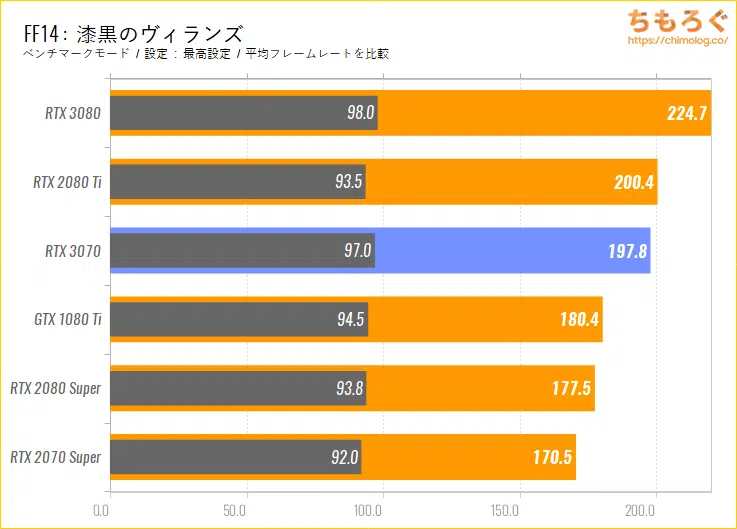 FF14 : 漆黒のヴィランズ
ベンチマークモード / 設定 : 最高設定 / 平均フレームレートを比較
ちもろぐ
https://chimolog.co/
RTX 3080 98.0 224.7
RTX 2080 Ti 93.5 200.4
RTX 3070 97.0 197.8
GTX 1080 Ti 94.5 180.4
RTX 2080 Super 93.8 177.5
RTX 2070 Super 92.0 170.5
0.0 50.0 100.0 150.0 200.0